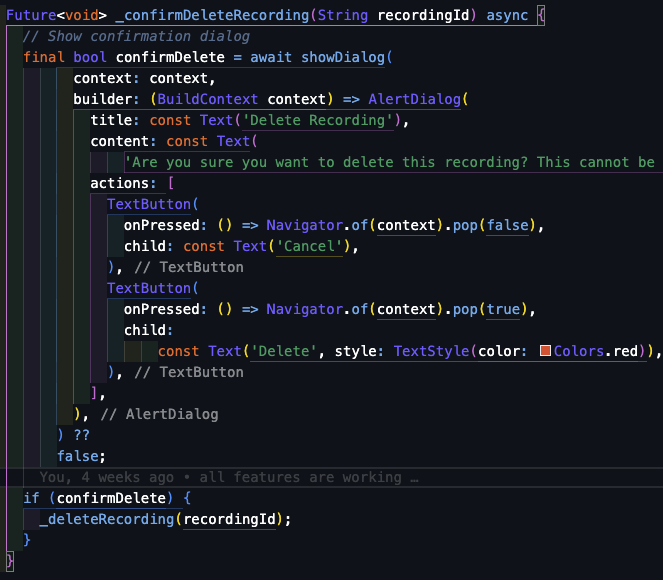 Future<void> _confirmDeleteRecording(String recordingId) async {
// Show confirmation dialog
final bool confirmDelete = await showDialog(
context: context,
builder: (BuildContext context) => AlertDialog(
title: const Text('Delete Recording'),
content: const Text(
'Are you sure you want to delete this recording? This cannot be
actions: [
TextButton(
onPressed: () => Navigator.of(context).pop(false),
child: const Text('Cancel'),
), // TextButton
TextButton(
onPressed: () => Navigator.of(context).pop(true),
child:
const Text('Delete', style: TextStyle(color: Colors.red)),
), // TextButton
],
), // AlertDialog
) ??
false;
You, 4 weeks ago • all features are working …
if (confirmDelete) {
_deleteRecording(recordingId);
}
}